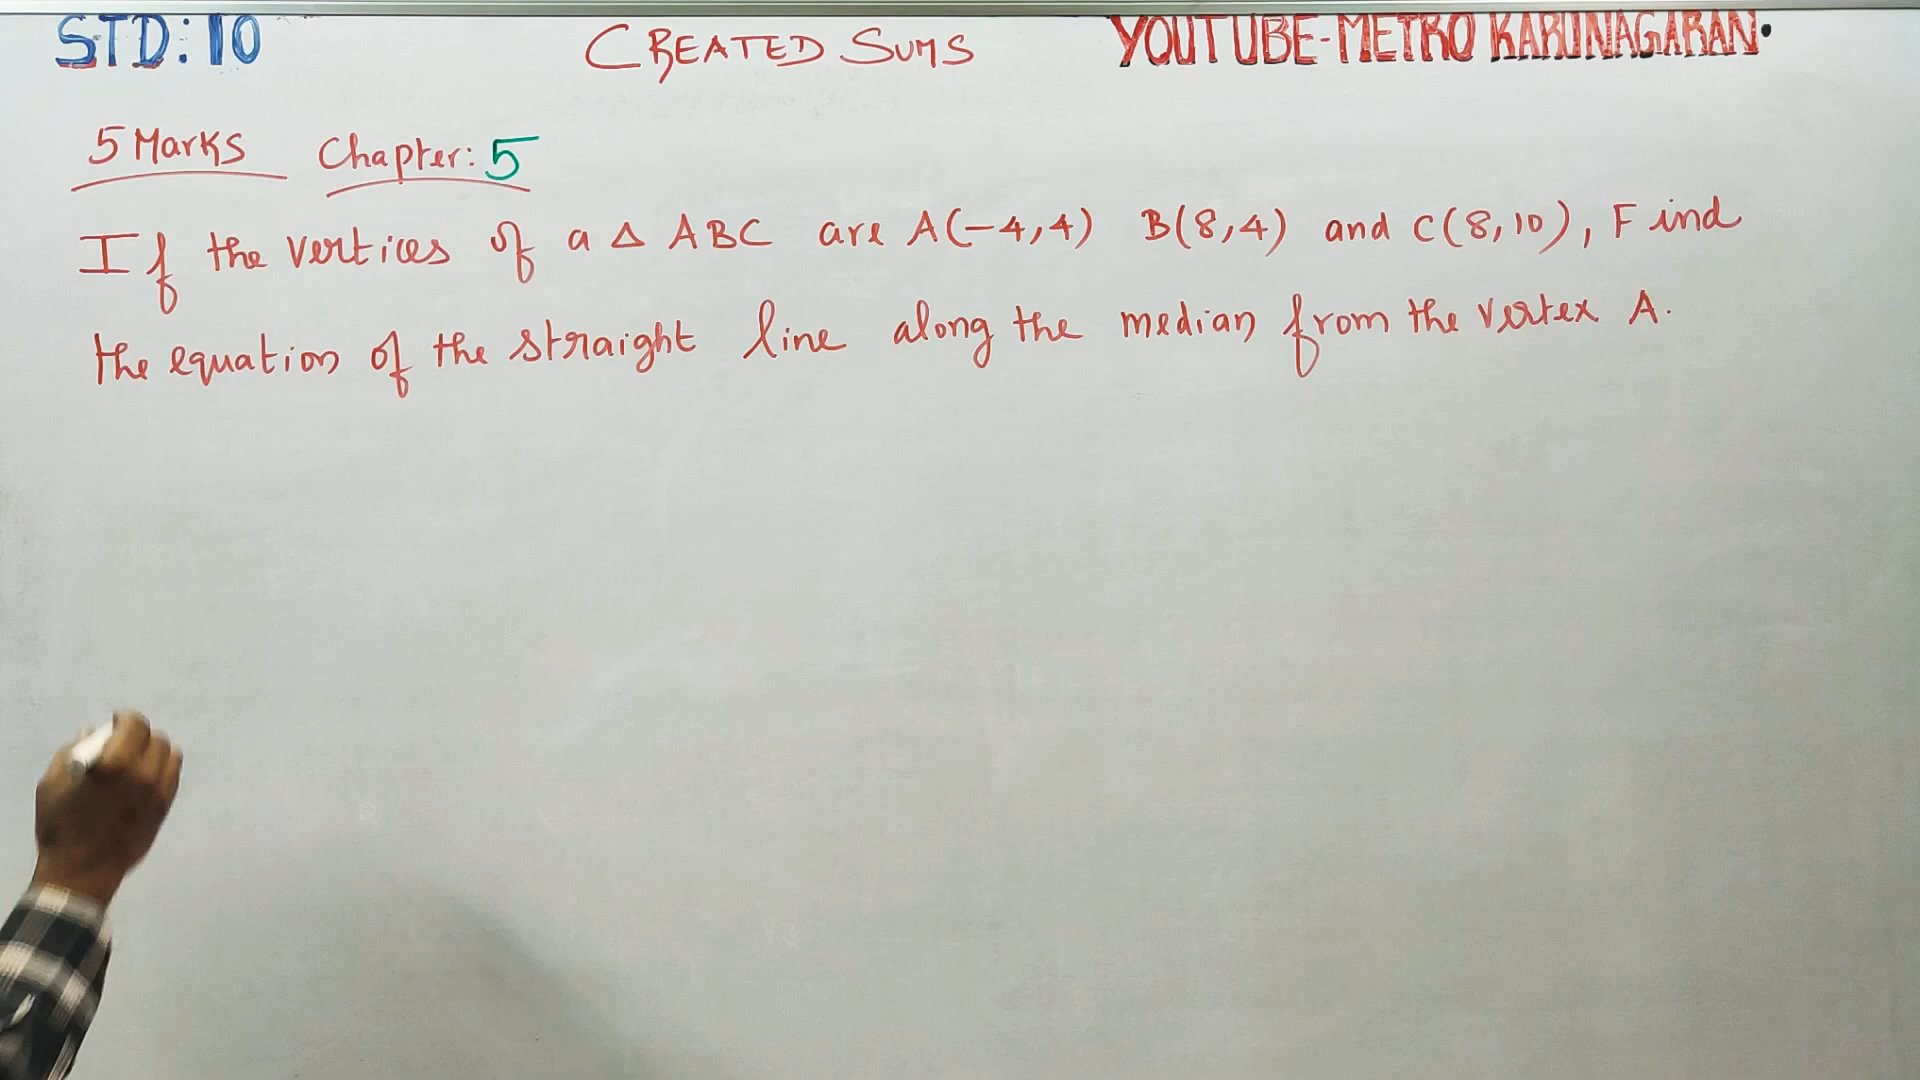 STD: 10 CREATED SUMS YOUTUBE-METRO KARUNAGARAN.
5 Marks Chapter: 5
If the vertices of a Δ ABC are A(-4,4) B(8,4) and C(8,10), Find
the equation of the straight line along the median from the vertex A.